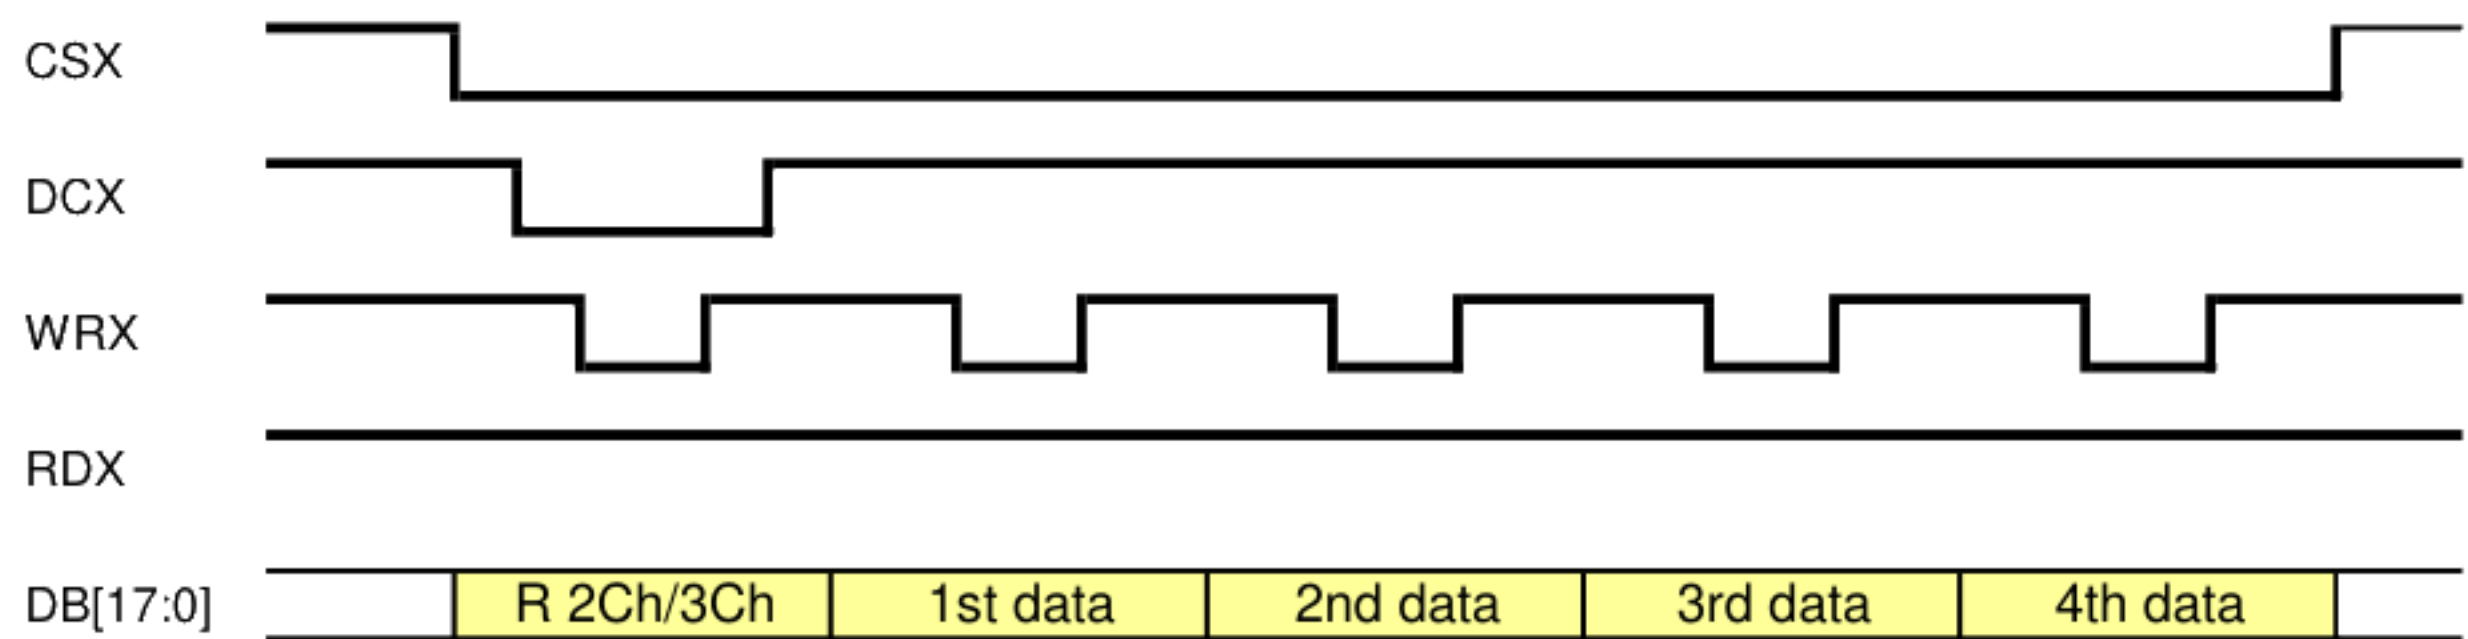 CSX
DCX
WRX
RDX
DB[17:0] R 2Ch/3Ch 1st data 2nd data 3rd data 4th data